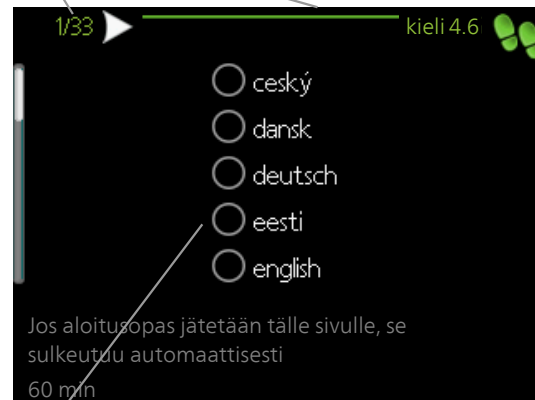 1/33 kieli 4.6
ceský
dansk
deutsch
eesti
english
Jos aloitusopas jätetään tälle sivulle, se
sulkeutuu automaattisesti
60 min